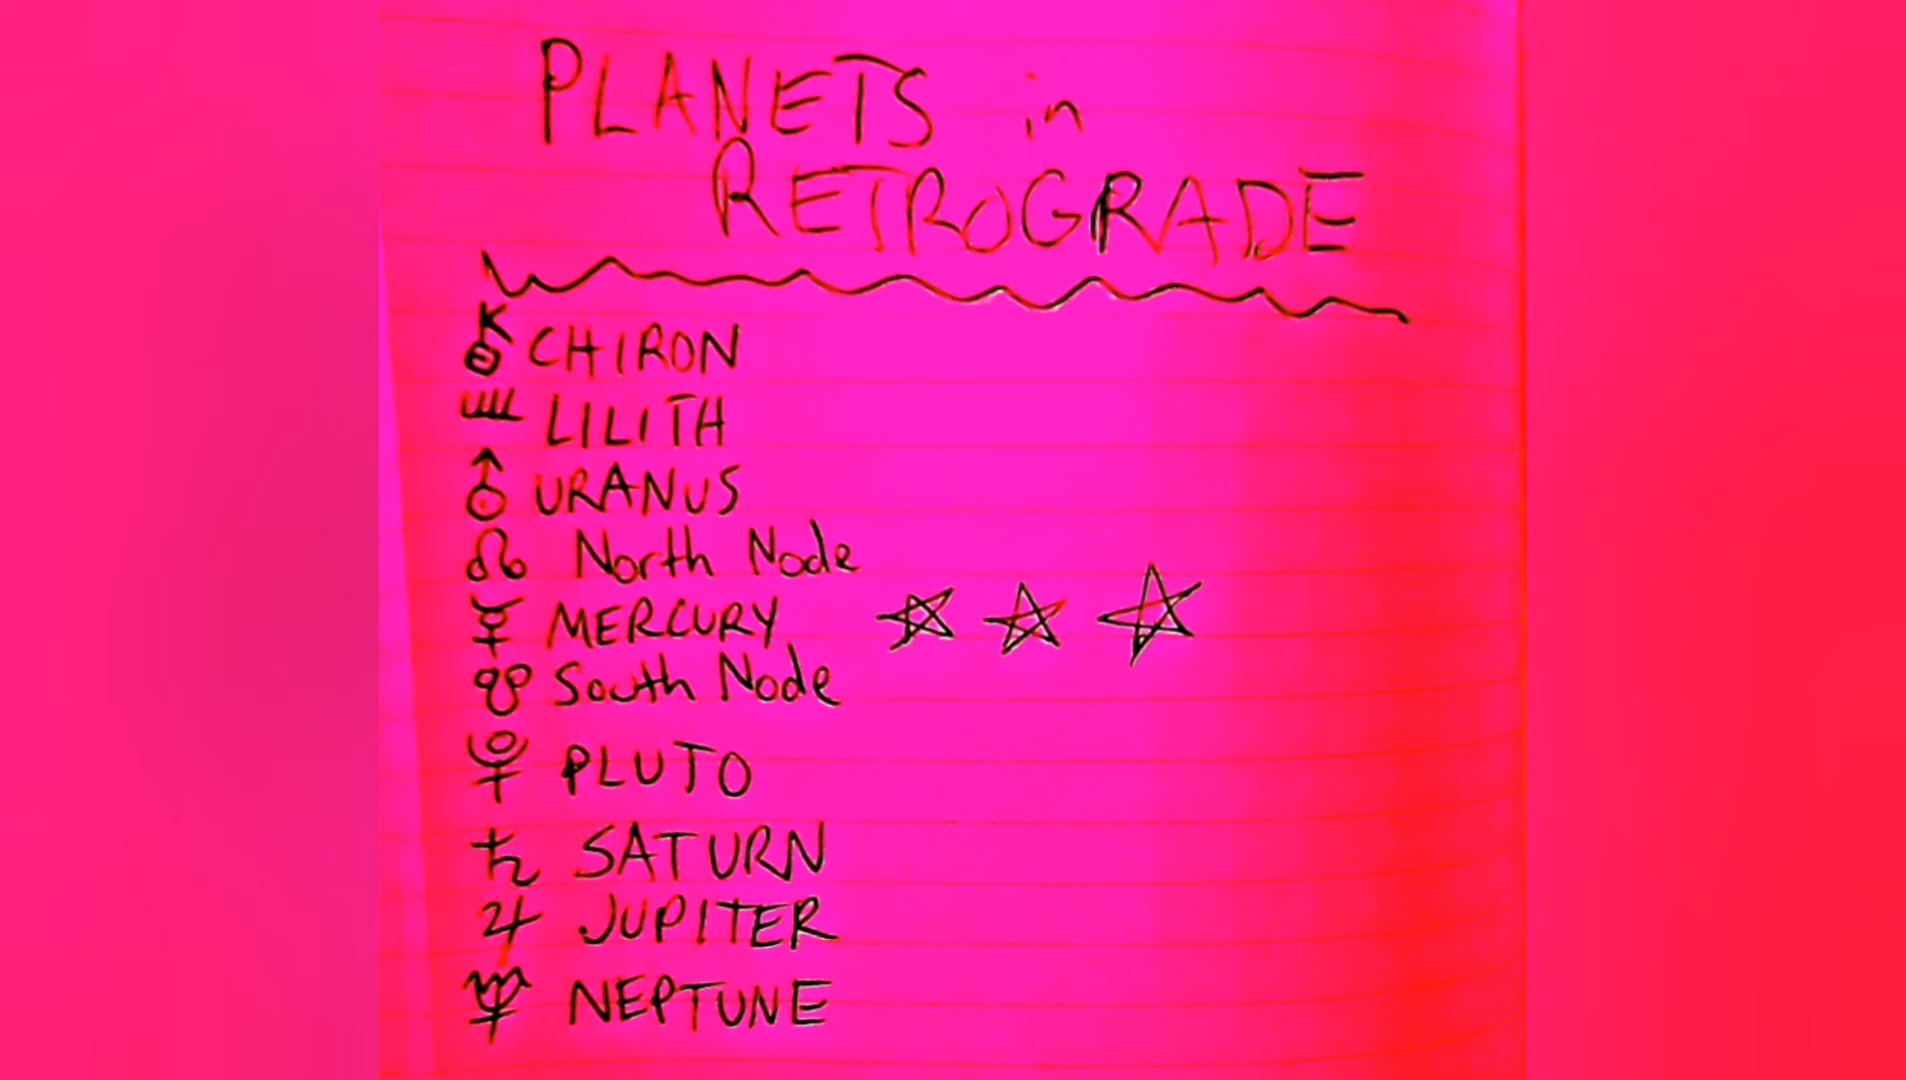 PLANETS in
RETROGRADE
⚷ CHIRON
LILITH
⛢ URANUS
☊ North Node
☿ MERCURY
☋ South Node
♇ PLUTO
♄ SATURN
♃ JUPITER
♆ NEPTUNE